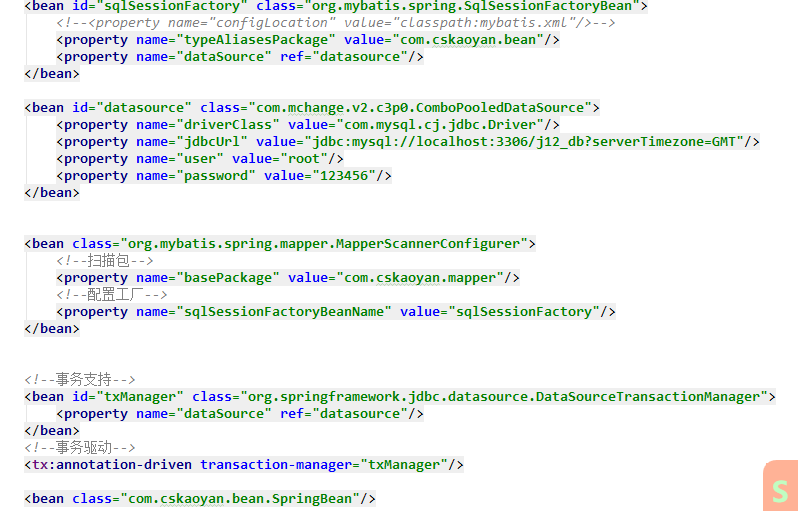 <bean id="sqlSessionFactory" class="org.mybatis.spring.SqlSessionFactoryBean">
    <!--<property name="configLocation" value="classpath:mybatis.xml"/>-->
    <property name="typeAliasesPackage" value="com.cskaoyan.bean"/>
    <property name="dataSource" ref="datasource"/>
</bean>
<bean id="datasource" class="com.mchange.v2.c3p0.ComboPooledDataSource">
    <property name="driverClass" value="com.mysql.cj.jdbc.Driver"/>
    <property name="jdbcUrl" value="jdbc:mysql://localhost:3306/j12_db?serverTimezone=GMT"/>
    <property name="user" value="root"/>
    <property name="password" value="123456"/>
</bean>
<bean class="org.mybatis.spring.mapper.MapperScannerConfigurer">
    <!--扫描包-->
    <property name="basePackage" value="com.cskaoyan.mapper"/>
    <!--配置工厂-->
    <property name="sqlSessionFactoryBeanName" value="sqlSessionFactory"/>
</bean>
<!--事务支持-->
<bean id="txManager" class="org.springframework.jdbc.datasource.DataSourceTransactionManager">
    <property name="dataSource" ref="datasource"/>
</bean>
<!--事务驱动-->
<tx:annotation-driven transaction-manager="txManager"/>
<bean class="com.cskaoyan.bean.SpringBean"/>
S